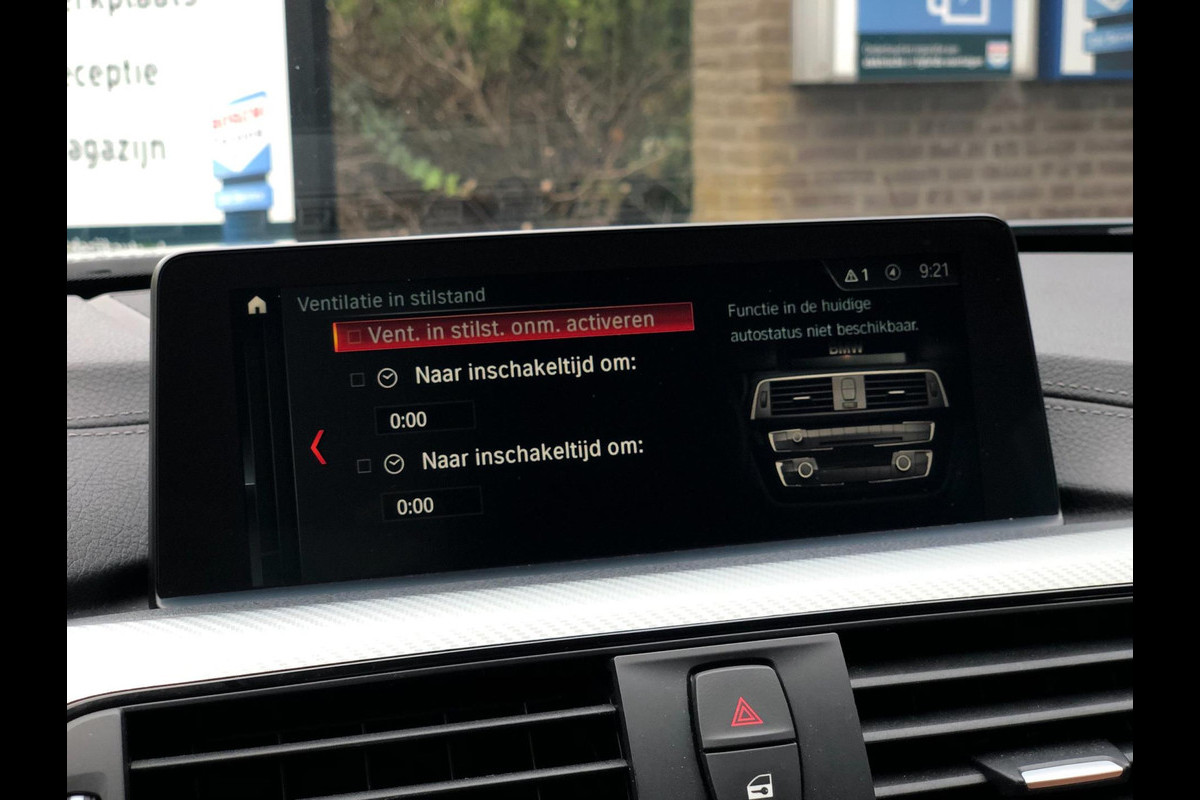 erkplaats
eceptie
agazijn
1
9:21
Ventilatie in stilstand
Vent. in stilst. onm. activeren
Naar inschakeltijd om:
0:00
Naar inschakeltijd om:
0:00
Functie in de huidige
autostatus niet beschikbaar.
BMW